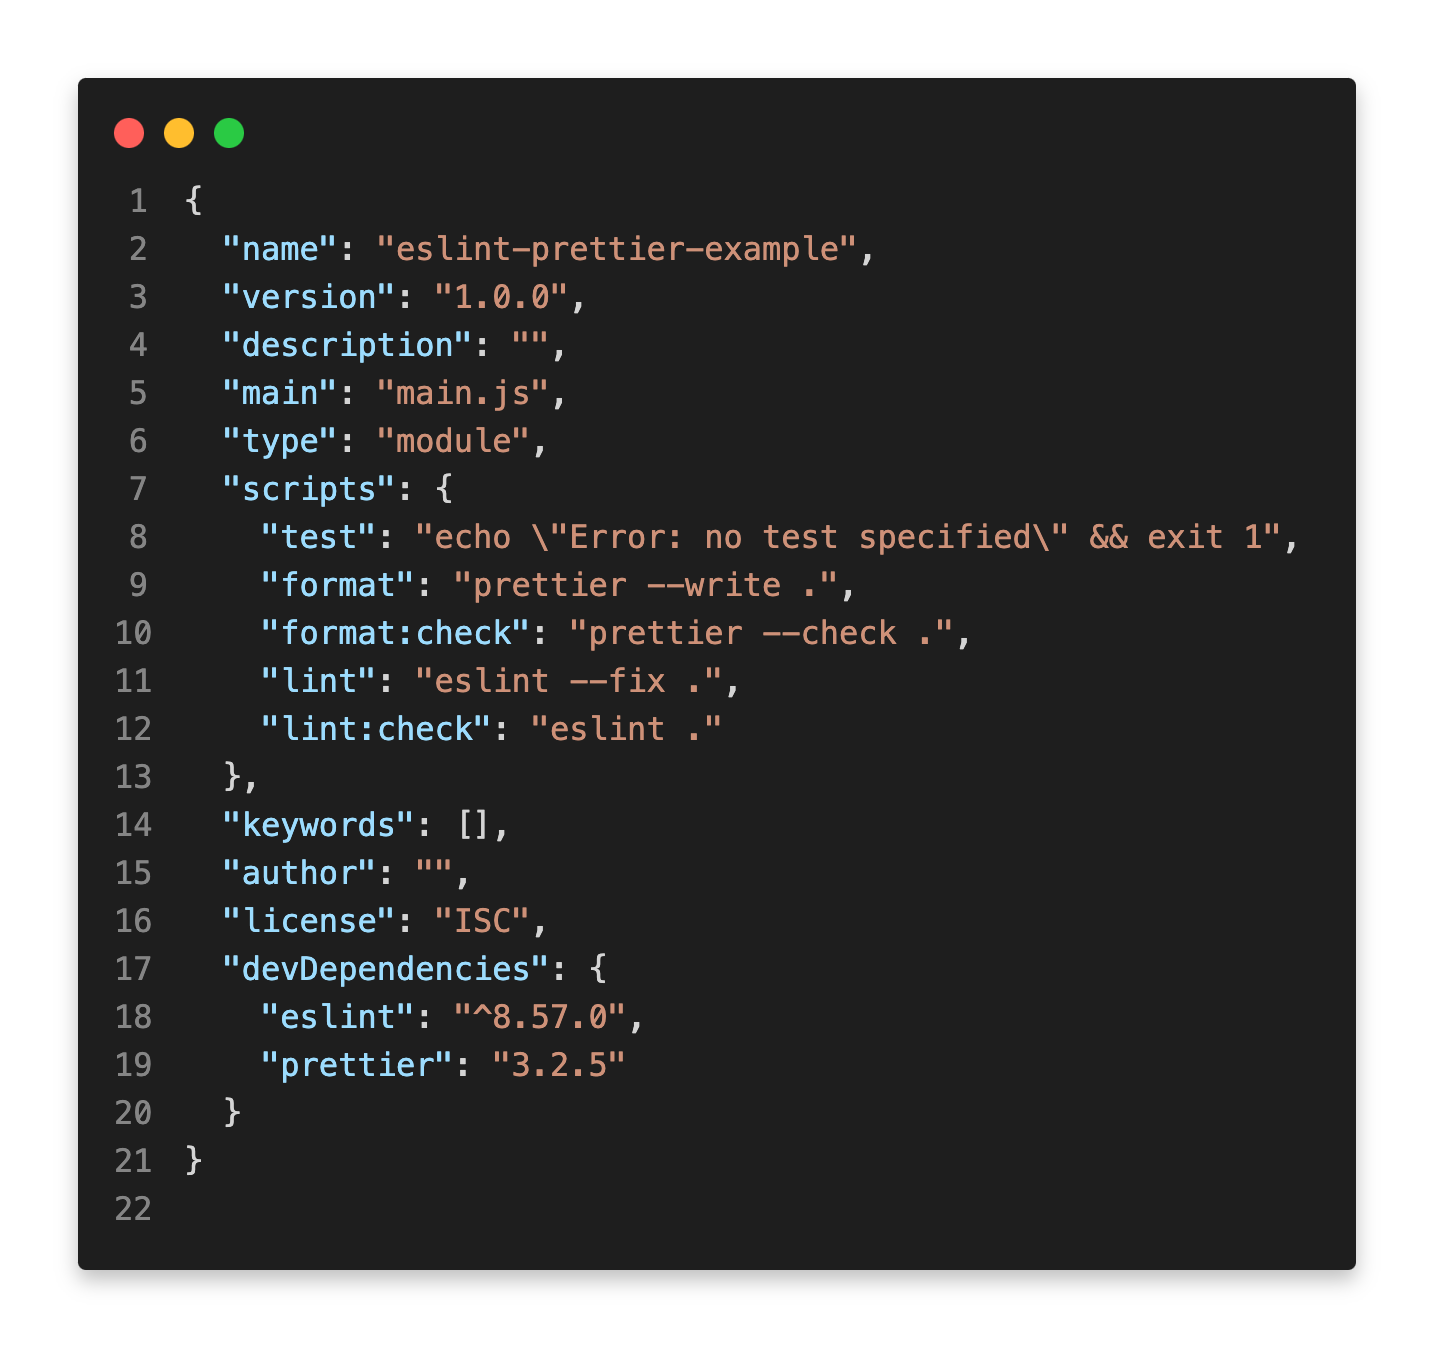 1 {
2   "name": "eslint-prettier-example",
3   "version": "1.0.0",
4   "description": "",
5   "main": "main.js",
6   "type": "module",
7   "scripts": {
8     "test": "echo \"Error: no test specified\" && exit 1",
9     "format": "prettier --write .",
10     "format:check": "prettier --check .",
11     "lint": "eslint --fix .",
12     "lint:check": "eslint ."
13   },
14   "keywords": [],
15   "author": "",
16   "license": "ISC",
17   "devDependencies": {
18     "eslint": "^8.57.0",
19     "prettier": "3.2.5"
20   }
21 }
22